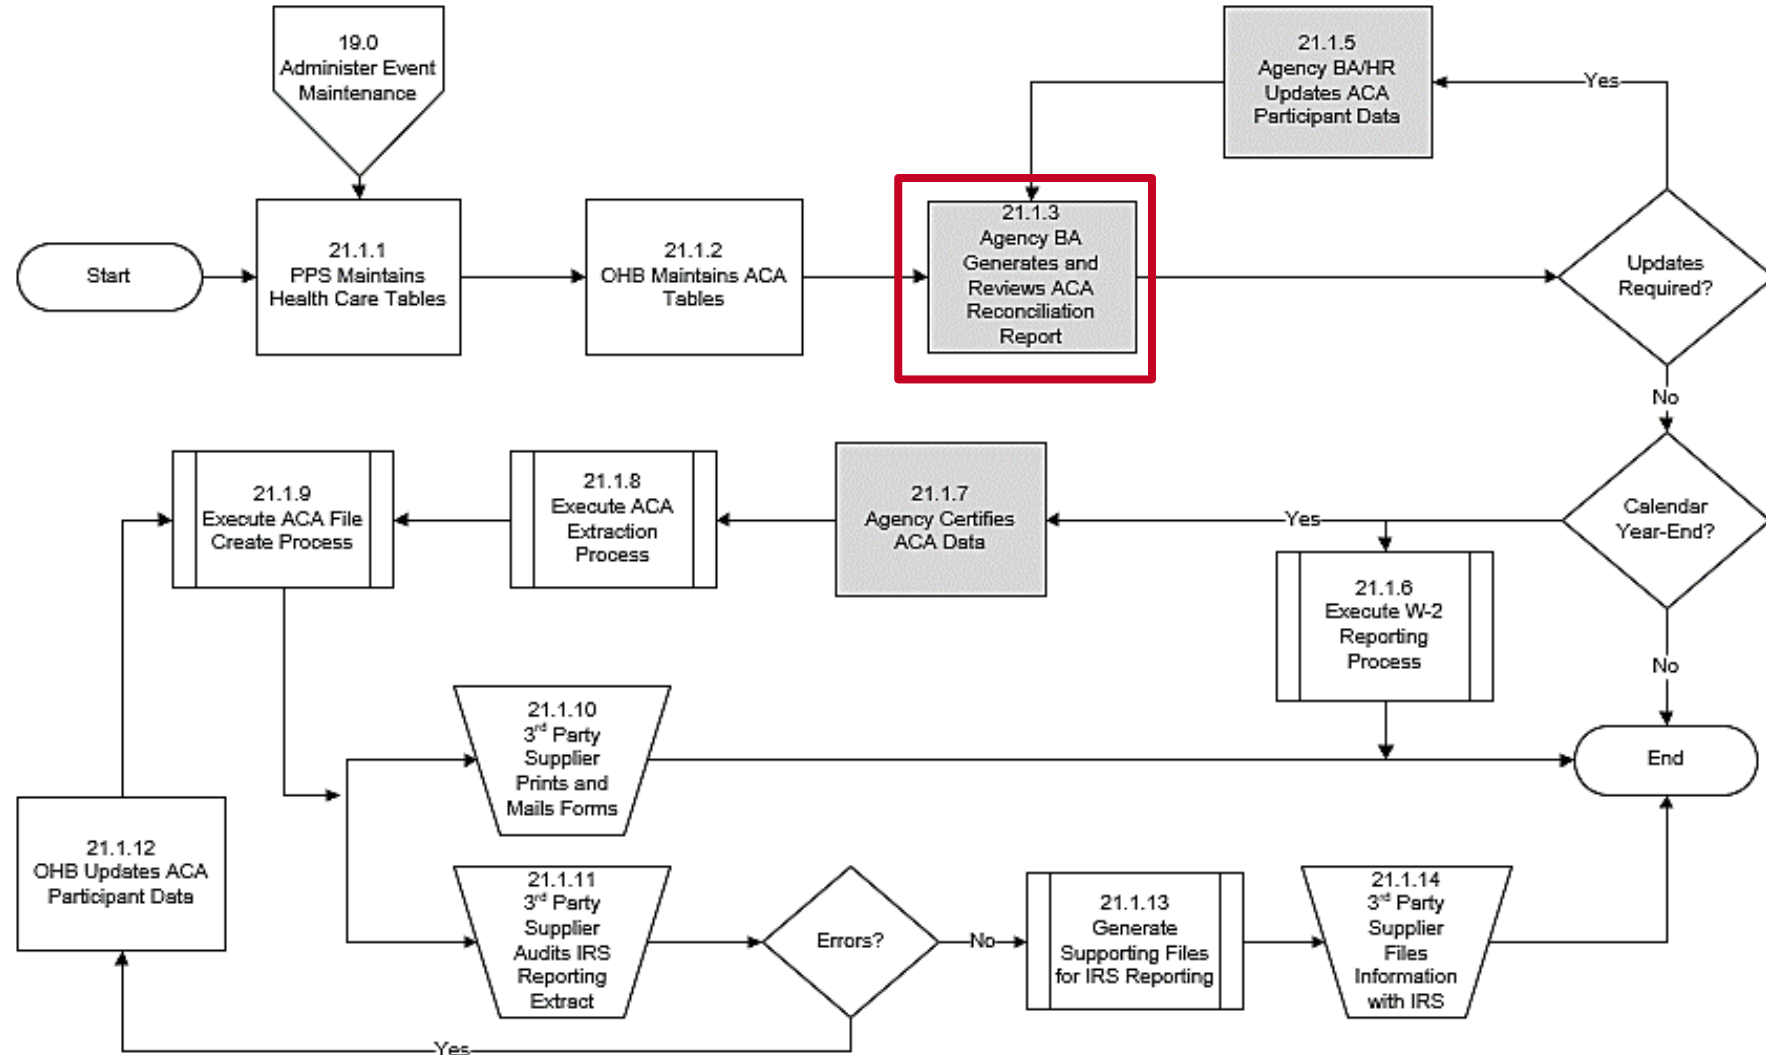 19.0
Administer Event
Maintenance
21.1.5
Agency BA/HR
Updates ACA
Participant Data
Yes
Start
21.1.1
PPS Maintains
Health Care Tables
21.1.2
OHB Maintains ACA
Tables
21.1.3
Agency BA
Generates and
Reviews ACA
Reconciliation
Report
Updates
Required?
No
21.1.9
Execute ACA File
Create Process
21.1.8
Execute ACA
Extraction
Process
21.1.7
Agency Certifies
ACA Data
Yes
Calendar
Year-End?
21.1.6
Execute W-2
Reporting
Process
No
21.1.10
3rd Party
Supplier
Prints and
Mails Forms
End
21.1.12
OHB Updates ACA
Participant Data
21.1.11
3rd Party
Supplier
Audits IRS
Reporting
Extract
Errors?
No
21.1.13
Generate
Supporting Files
for IRS Reporting
21.1.14
3rd Party
Supplier
Files
Information
with IRS
Yes